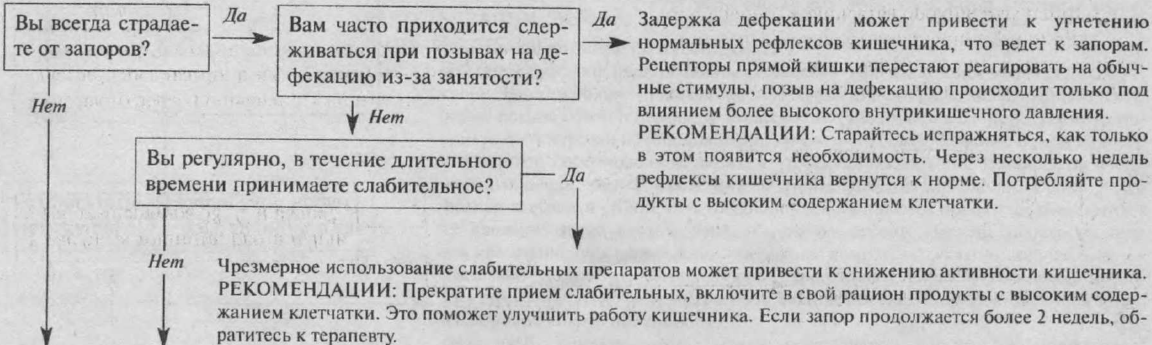 Вы всегда страдае-
те от запоров?
Да
Вам часто приходится сдер-
живаться при позывах на де-
фекацию из-за занятости?
Да
Задержка дефекации может привести к угнетению
нормальных рефлексов кишечника, что ведет к запорам.
Рецепторы прямой кишки перестают реагировать на обыч-
ные стимулы, позыв на дефекацию происходит только под
влиянием более высокого внутрикишечного давления.
РЕКОМЕНДАЦИИ: Старайтесь испражняться, как только
в этом появится необходимость. Через несколько недель
рефлексы кишечника вернутся к норме. Потребляйте про-
дукты с высоким содержанием клетчатки.
Нет
Нет
Вы регулярно, в течение длительного
времени принимаете слабительное?
Да
Нет
Чрезмерное использование слабительных препаратов может привести к снижению активности кишечника.
РЕКОМЕНДАЦИИ: Прекратите прием слабительных, включите в свой рацион продукты с высоким содер-
жанием клетчатки. Это поможет улучшить работу кишечника. Если запор продолжается более 2 недель, об-
ратитесь к терапевту.